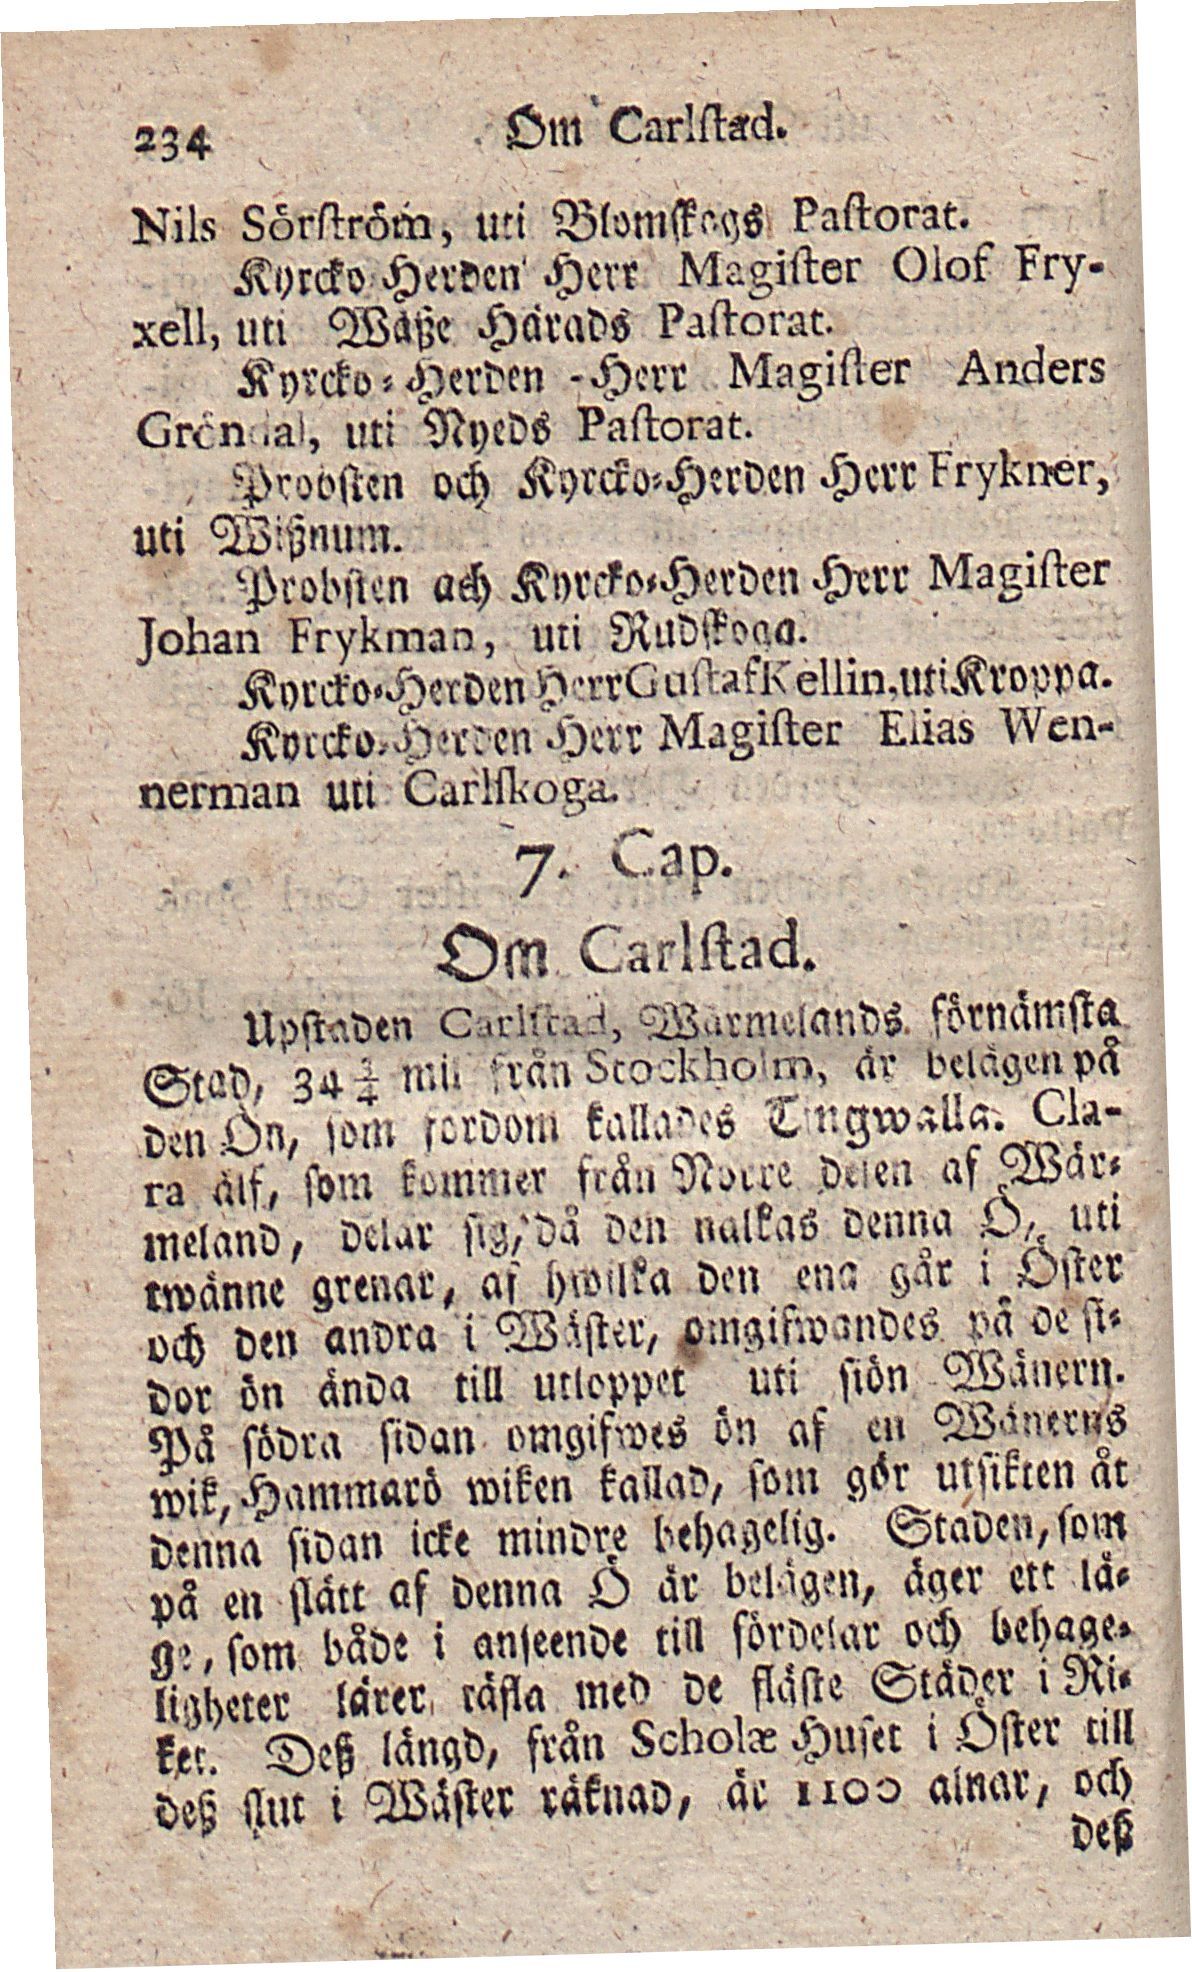 234 Om Carlstad.
Nils Sörström, uti Blomskogs Pastorat.
Kyrcko Herden Herr Magister Olof Fry-
xell, uti Wäße Härads Pastorat.
Kyrcko-Herden Herr Magister Anders
Gröndal, uti Nyeds Pastorat.
Probsten och Kyrcko-Herden Herr Frykner,
uti Wißnum.
Probsten ach Kyrcko-Herden Herr Magister
Johan Frykman, uti Rudskoga.
Kyrcko-Herden Herr Gustaf Kellin, uti Kroppa.
Kyrcko-Herden Herr Magister Elias Wen-
nerman uti Carlskoga.
7. Cap.
Om Carlstad.
Upstaden Carlstad, Wärmelands förnämsta
Stad, 34 3/4 mil från Stockholm, är belägen på
den Ön, som fordom kallades Tingwalla. Cla-
ra älf, som kommer från Norre delen af Wär-
meland, delar sig, då den nalkas denna Ö, uti
twänne grenar, af hwilka den ena går i Öster
och den andra i Wäster, omgifwandes på de si-
dor ön ända till utloppet uti siön Wänern.
På södra sidan omgifwes ön af en Wänerns
wik, Hammarö wiken kallad, som gör utsikten åt
denna sidan icke mindre behagelig. Staden, som
på en slätt af denna Ö är belägen, äger ett lä-
ge, som både i anseende till fördelar och behage-
ligheter lärer räfla med de fläste Städer i Ri-
ket. Deß längd, från Scholæ Huset i Öster till
deß slut i Wäster räknad, är 1100 alnar, och
deß